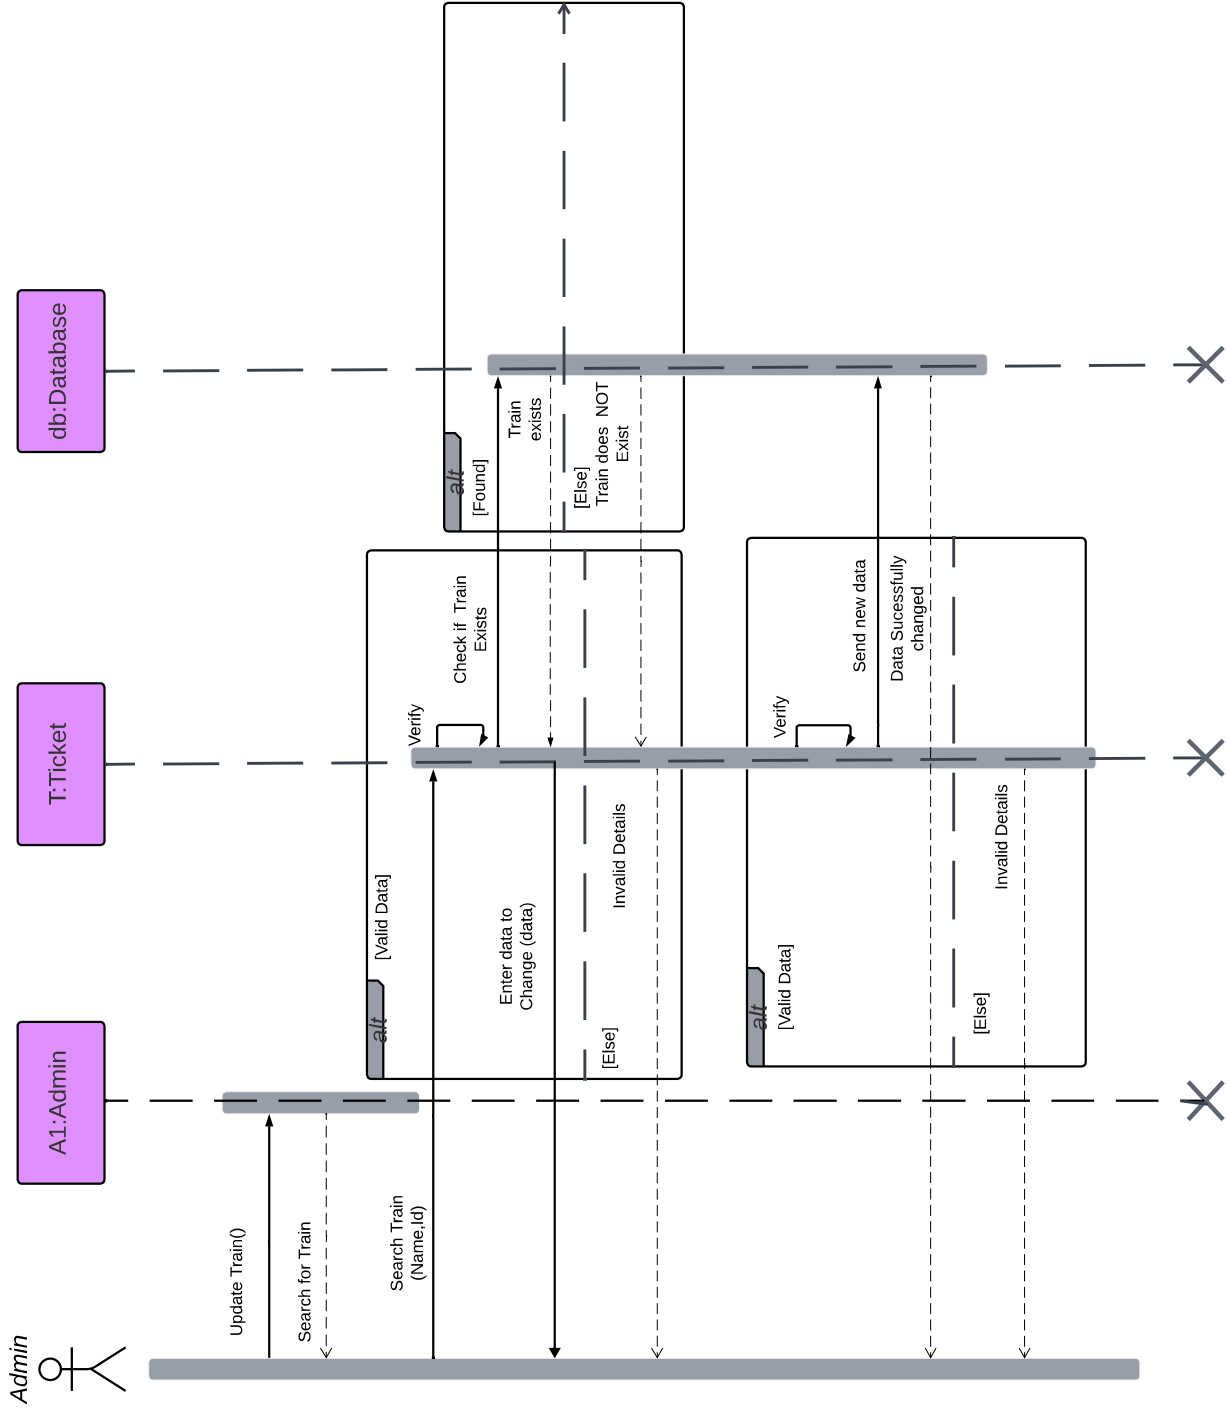 Admin
A1:Admin
T:Ticket
db:Database
Update Train()
Search for Train
Search Train
(Name,Id)
alt
[Valid Data]
Verify
Check if  Train
Exists
alt
[Found]
Train
exists
Enter data to
Change (data)
[Else]
Train does  NOT
Exist
[Else]
Invalid Details
alt
[Valid Data]
Verify
Send new data
Data Sucessfully
changed
[Else]
Invalid Details